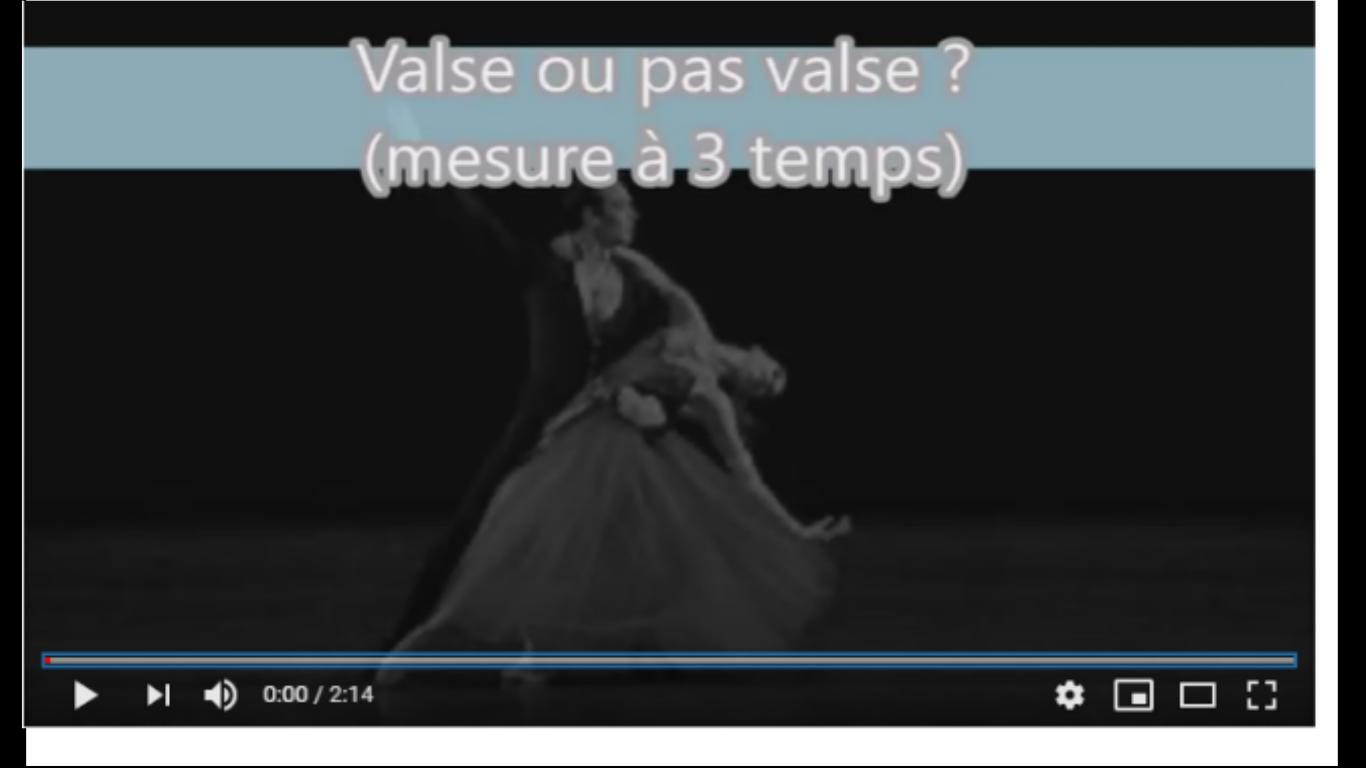 Valse ou pas valse ?
(mesure à 3 temps)
0:00 / 2:14